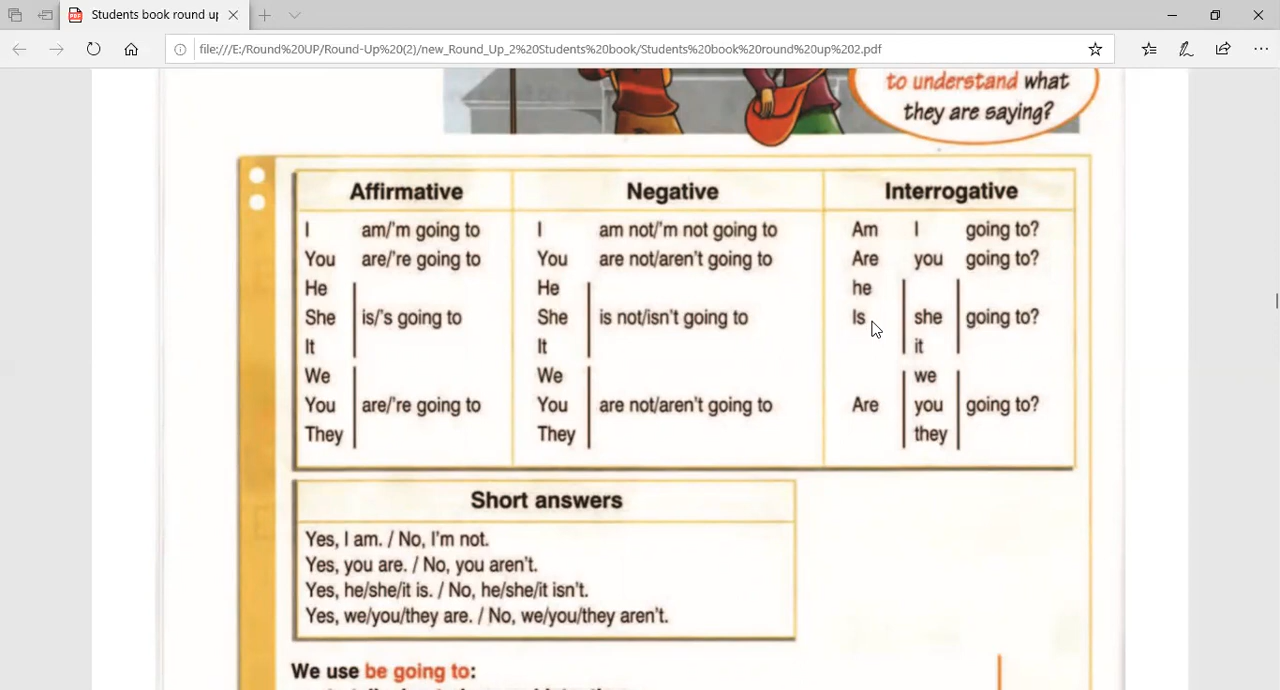 Students book round up
file:///E:/Round%20UP/Round-Up%20(2)/new_Round_Up_2%20Students%20book/Students%20book%20round%20up%202.pdf
to understand what
they are saying?
Affirmative Negative Interrogative
I am/'m going to I am not/'m not going to Am I going to?
You are/'re going to You are not/aren't going to Are you going to?
He He he
She is/'s going to She is not/isn't going to Is she going to?
It It it
We We we
You are/'re going to You are not/aren't going to Are you going to?
They They they
Short answers
Yes, I am. / No, I'm not.
Yes, you are. / No, you aren't.
Yes, he/she/it is. / No, he/she/it isn't.
Yes, we/you/they are. / No, we/you/they aren't.
We use be going to: